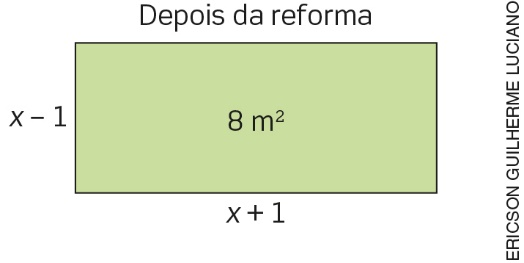 Depois da reforma
x – 1
8 m²
x + 1
ERICSON GUILHERME LUCIANO